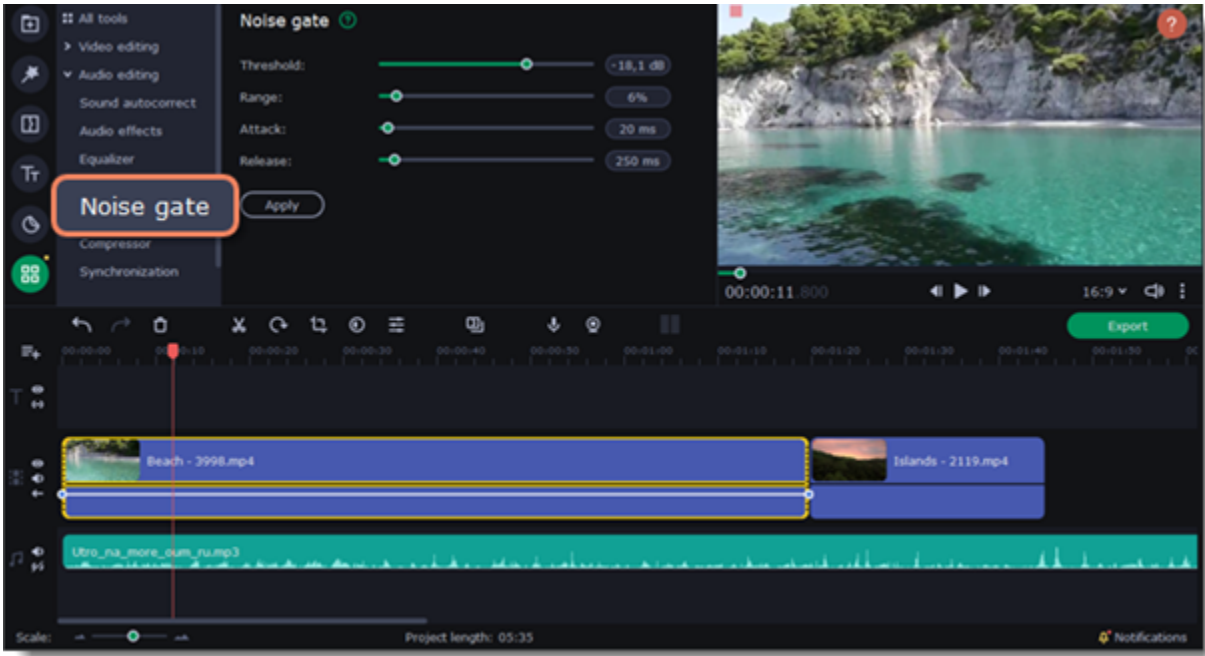 All tools
Video editing
Audio editing
Sound autocorrect
Audio effects
Equalizer
Noise gate
Compressor
Synchronization
Noise gate ?
Threshold: -18,1 dB
Range: 6%
Attack: 20 ms
Release: 250 ms
Apply
?
00:00:11.800
16:9
Export
00:00:00 00:00:20 00:00:30 00:00:40 00:00:50 00:01:00 00:01:10 00:01:20 00:01:30 00:01:40 00:01:50
Beach - 3998.mp4
Islands - 2119.mp4
Utro_na_more_oum_ru.mp3
Scale:
Project length: 05:35
Notifications